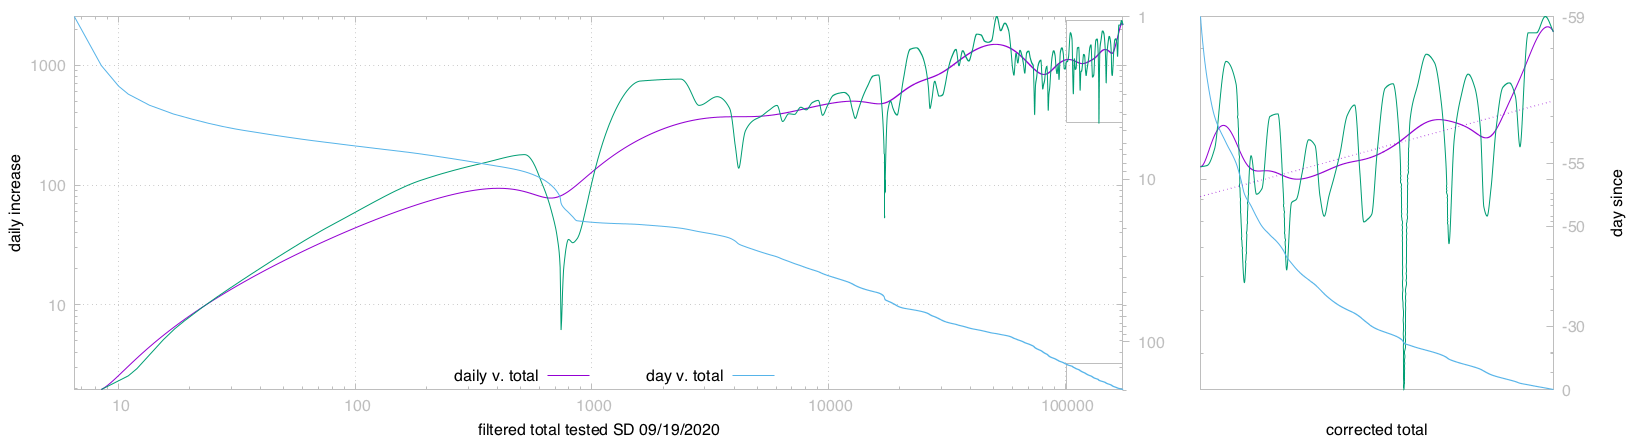 daily increase
1000
100
10
daily v. total
day v. total
10
100
1000
10000
100000
filtered total tested SD 09/19/2020
1
10
100
-59
-55
-50
-30
0
day since
corrected total